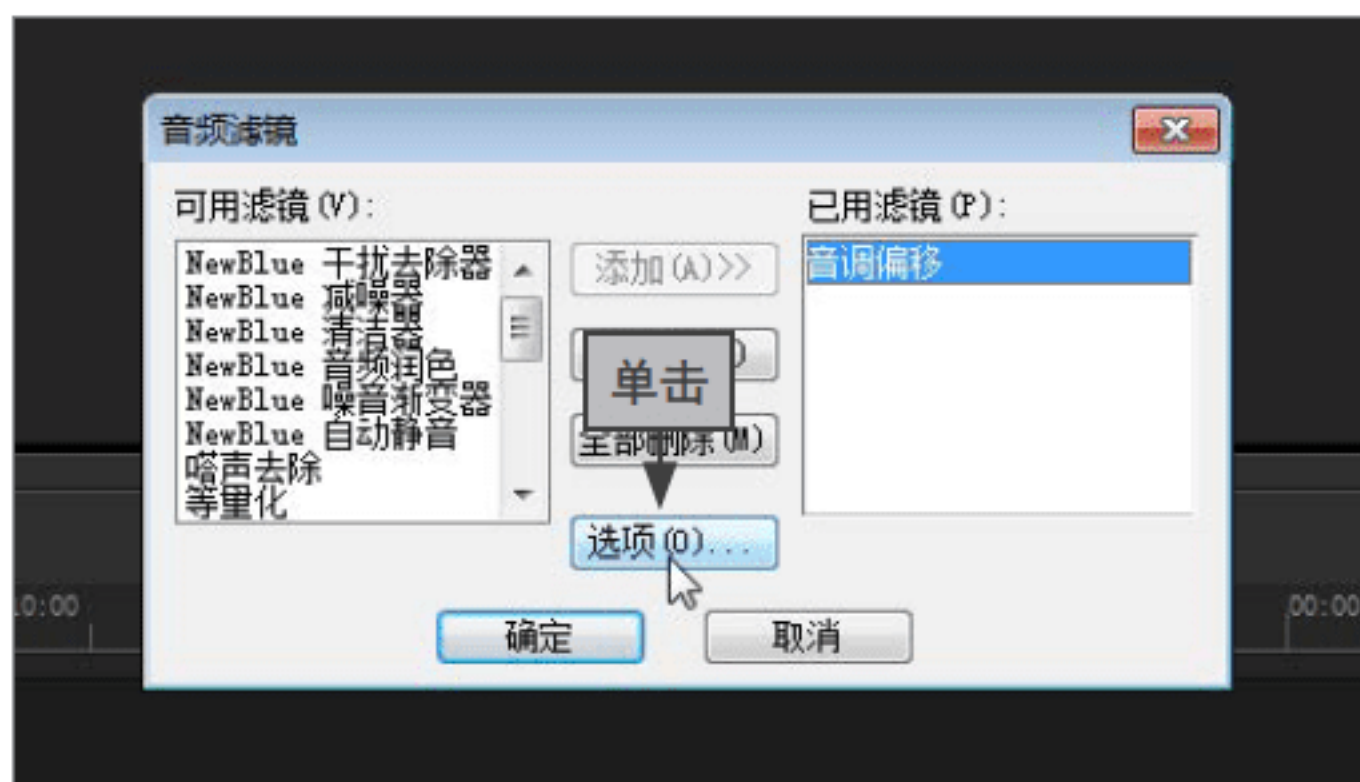 音频滤镜
可用滤镜(V):
已用滤镜(P):
NewBlue 干扰去除器
NewBlue 减噪器
NewBlue 清洁器
NewBlue 音频润色
NewBlue 噪音渐变器
NewBlue 自动静音
嗒声去除
等量化
添加(A)>>
音调偏移
单击
全部删除(M)
选项(O)...
确定
取消
00:00